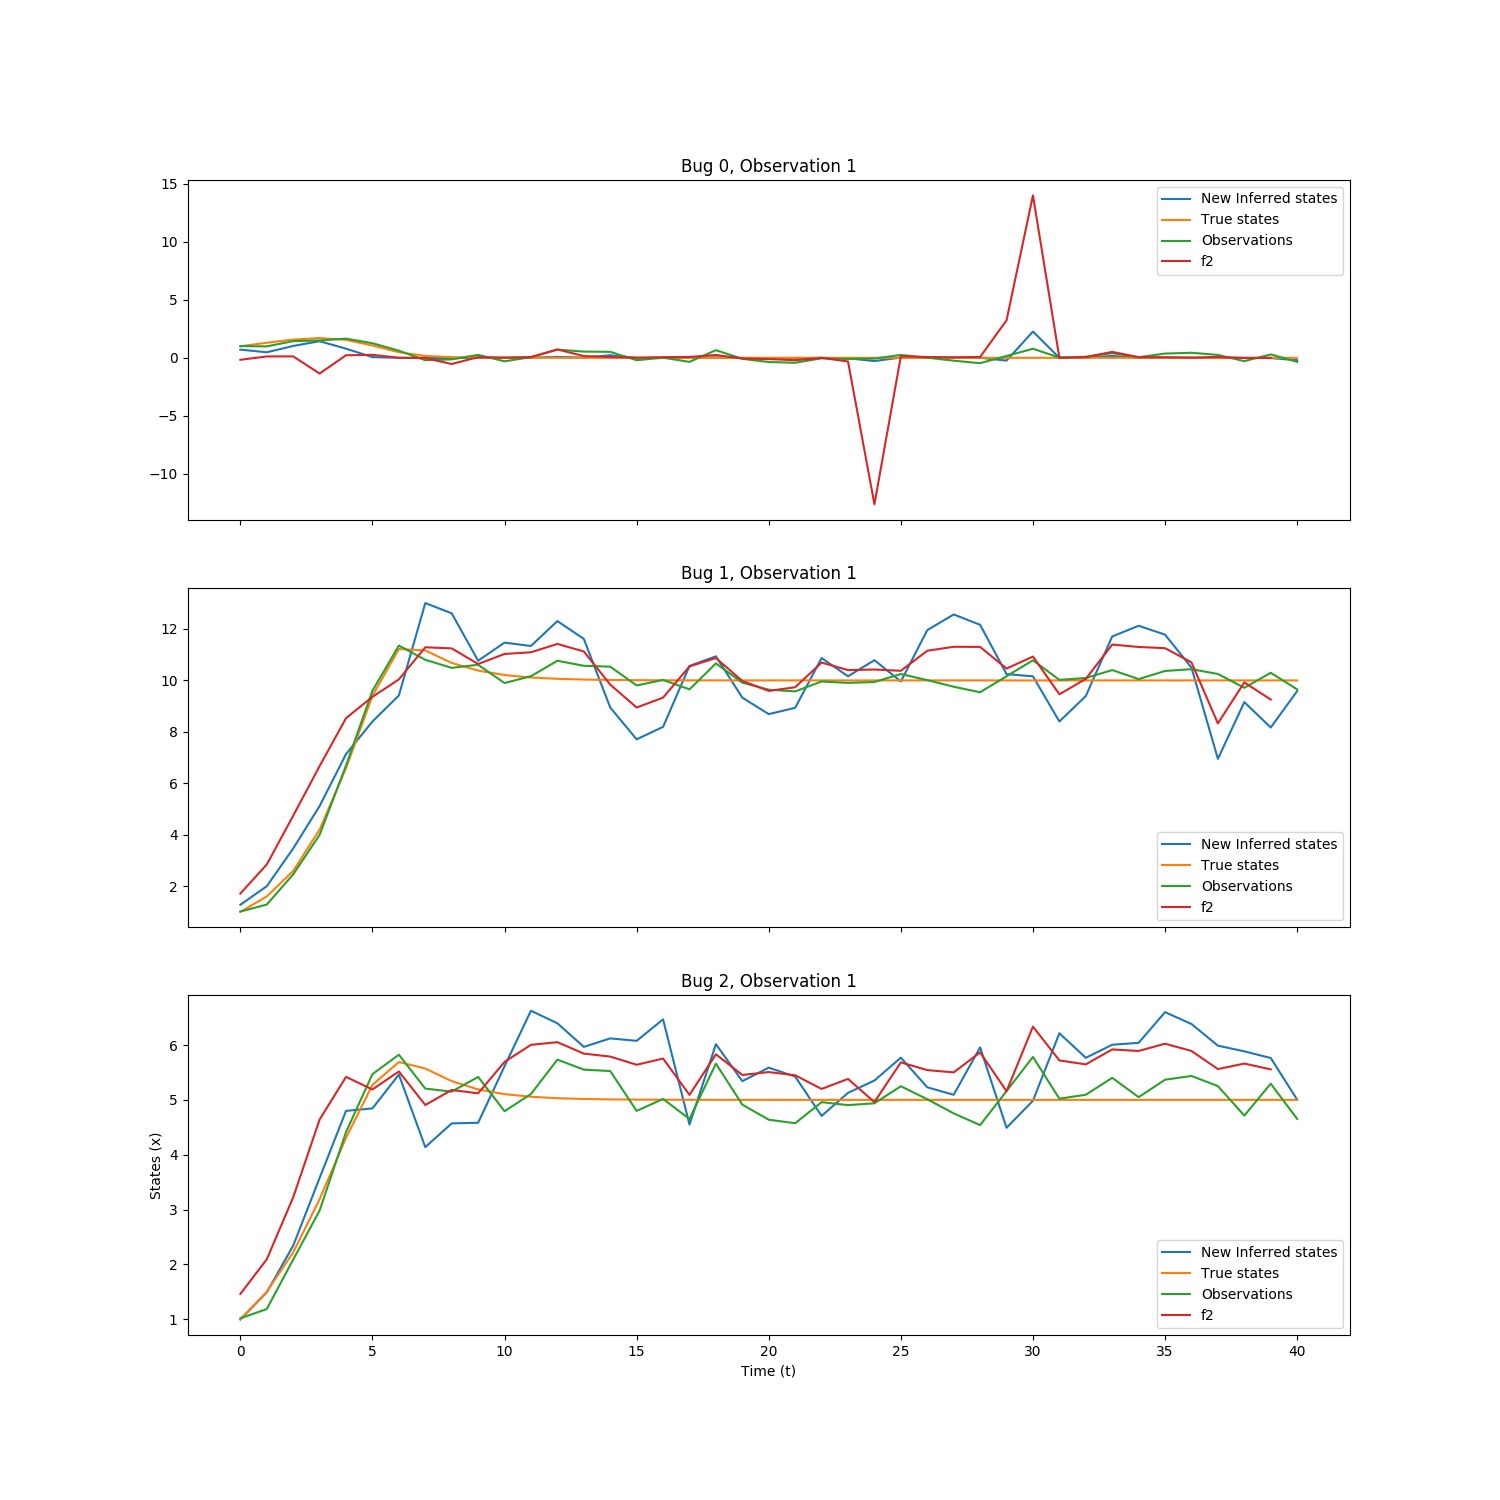 Bug 0, Observation 1
15
10
5
0
−5
−10
New Inferred states
True states
Observations
f2
Bug 1, Observation 1
12
10
8
6
4
2
New Inferred states
True states
Observations
f2
Bug 2, Observation 1
States (x)
6
5
4
3
2
1
New Inferred states
True states
Observations
f2
0 5 10 15 20 25 30 35 40
Time (t)